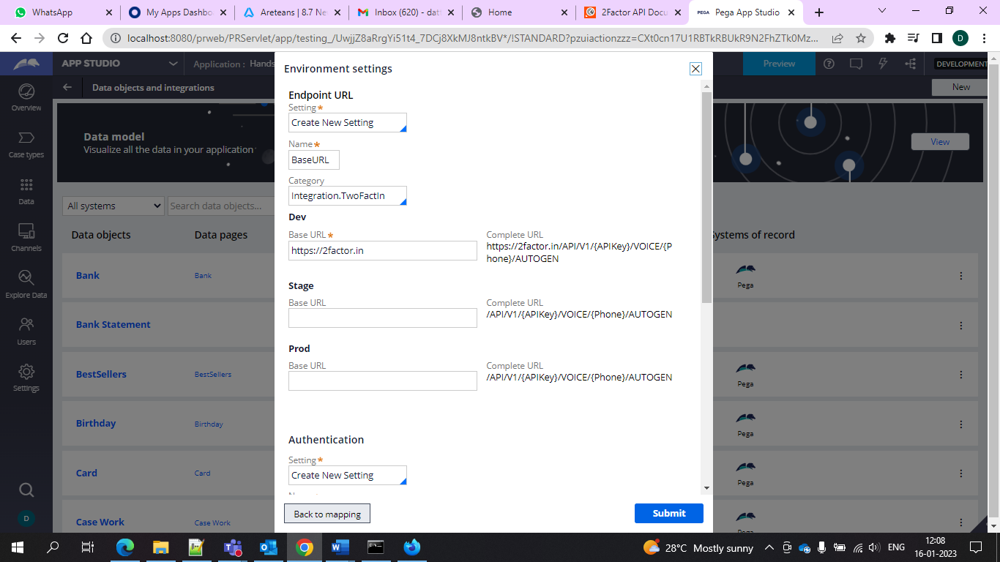 WhatsApp
My Apps Dashbo
Areteans | 8.7 Ne
Inbox (620) - dat
Home
2Factor API Docu
PEGA Pega App Studio
localhost:8080/prweb/PRServlet/app/testing_/UwjjZ8aRrgYi51t4_7DCj8XkMJ8ntkBV*/!STANDARD?pzuiactionzzz=CXt0cn17U1RBTkRBUkR9N2FhZTk0Mz...
D
APP STUDIO
Application : Hands
Preview
DEVELOPMENT
Data objects and integrations
New
Overview
Case types
Data
Channels
Explore Data
Users
Settings
D
Data model
Visualize all the data in your application
View
All systems
Search data objects...
Data objects
Data pages
Systems of record
Bank
Bank
Pega
Bank Statement
BestSellers
BestSellers
Pega
Birthday
Birthday
Pega
Card
Card
Pega
Case Work
Case Work
Pega
Environment settings
Endpoint URL
Setting*
Create New Setting
Name*
BaseURL
Category
Integration.TwoFactIn
Dev
Base URL*
https://2factor.in
Complete URL
https://2factor.in/API/V1/{APIKey}/VOICE/{P
hone}/AUTOGEN
Stage
Base URL
Complete URL
/API/V1/{APIKey}/VOICE/{Phone}/AUTOGEN
Prod
Base URL
Complete URL
/API/V1/{APIKey}/VOICE/{Phone}/AUTOGEN
Authentication
Setting*
Create New Setting
Back to mapping
Submit
28°C Mostly sunny
ENG
12:08
16-01-2023